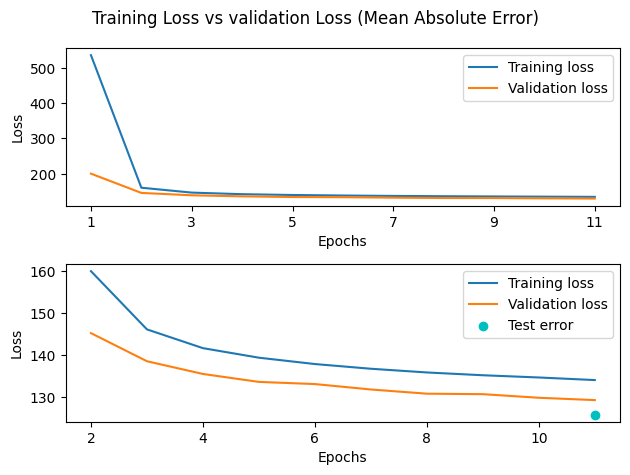 Training Loss vs validation Loss (Mean Absolute Error)
500
400
300
200
Loss
Training loss
Validation loss
1 3 5 7 9 11
Epochs
160
150
140
130
Loss
Training loss
Validation loss
Test error
2 4 6 8 10
Epochs